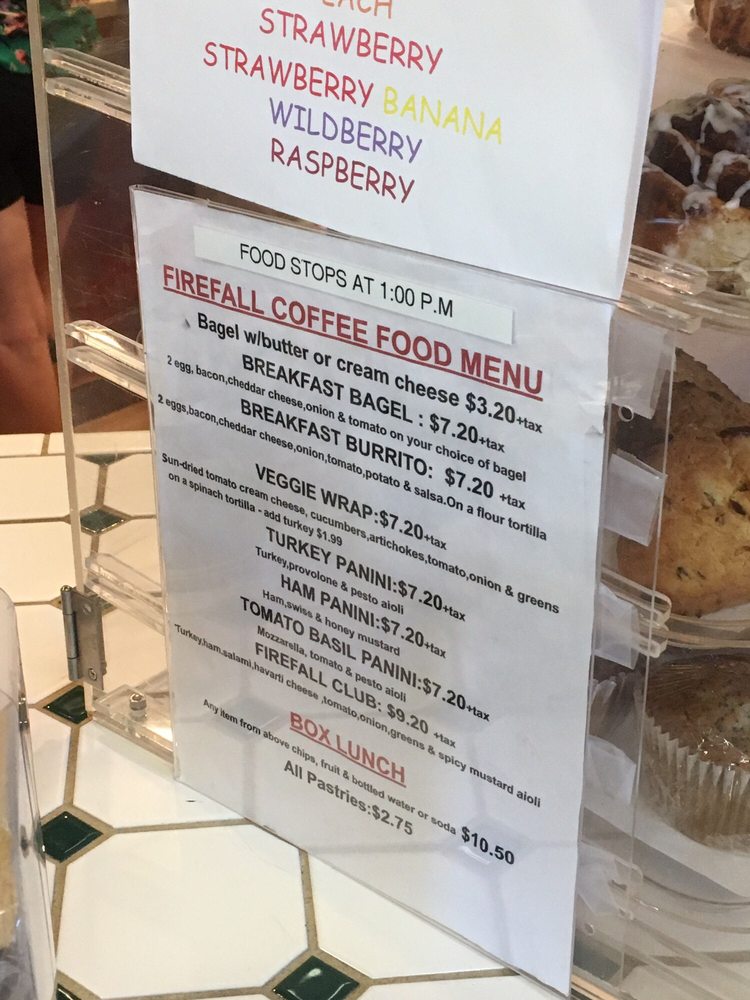 STRAWBERRY
STRAWBERRY BANANA
WILDBERRY
RASPBERRY
FOOD STOPS AT 1:00 P.M
FIREFALL COFFEE FOOD MENU
Bagel w/butter or cream cheese $3.20+tax
BREAKFAST BAGEL : $7.20+tax
2 egg, bacon,cheddar cheese,onion & tomato on your choice of bagel
BREAKFAST BURRITO: $7.20 +tax
2 eggs,bacon,cheddar cheese,onion,tomato,potato & salsa.On a flour tortilla
VEGGIE WRAP:$7.20+tax
Sun-dried tomato cream cheese, cucumbers,artichokes,tomato,onion & greens
on a spinach tortilla - add turkey $1.99
TURKEY PANINI:$7.20+tax
Turkey,provolone & pesto aioli
HAM PANINI:$7.20+tax
Ham,swiss & honey mustard
TOMATO BASIL PANINI:$7.20+tax
Mozzarella, tomato & pesto aioli
FIREFALL CLUB: $9.20 +tax
Turkey,ham,salami,havarti cheese ,tomato,onion,greens & spicy mustard aioli
BOX LUNCH
Any item from above chips, fruit & bottled water or soda $10.50
All Pastries:$2.75